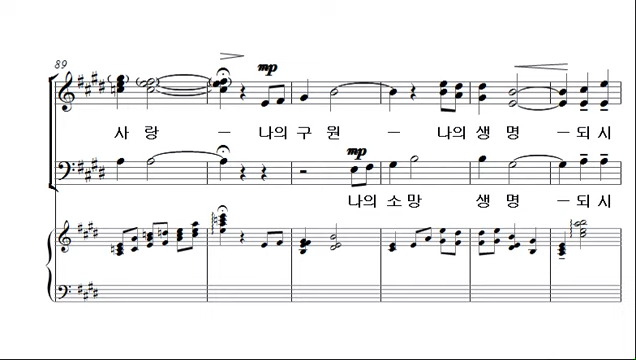 89
mp
사 랑 - 나의 구 원 - 나의 생 명 - 되 시
mp
나의 소 망 생 명 - 되 시